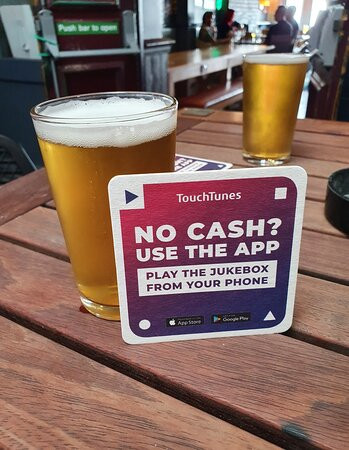 Push bar to open
TouchTunes
NO CASH?
USE THE APP
PLAY THE JUKEBOX
FROM YOUR PHONE
App Store
Google Play